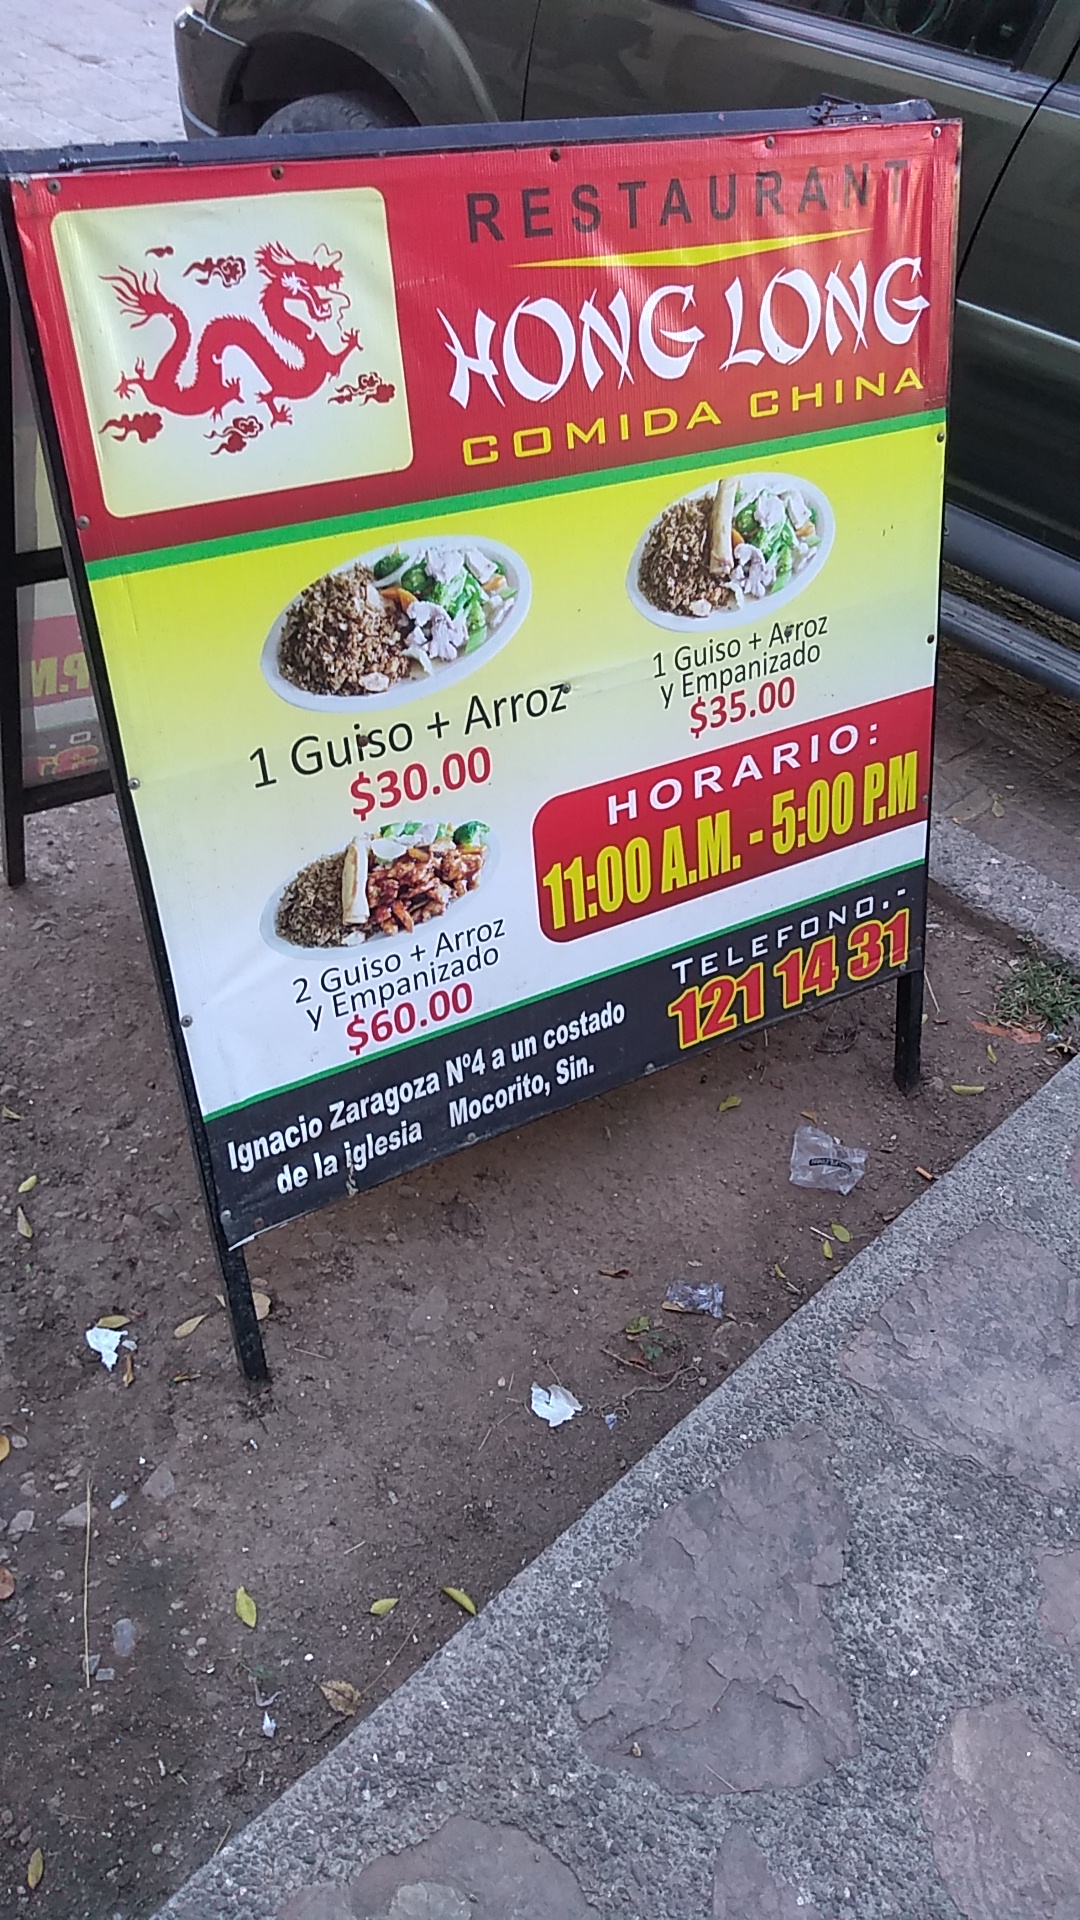 RESTAURANT
HONG LONG
COMIDA CHINA
1 Guiso + Arroz
$30.00
1 Guiso + Arroz
y Empanizado
$35.00
2 Guiso + Arroz
y Empanizado
$60.00
HORARIO:
11:00 A.M. - 5:00 P.M
TELEFONO.-
121 14 31
Ignacio Zaragoza Nº4 a un costado
de la iglesia Mocorito, Sin.